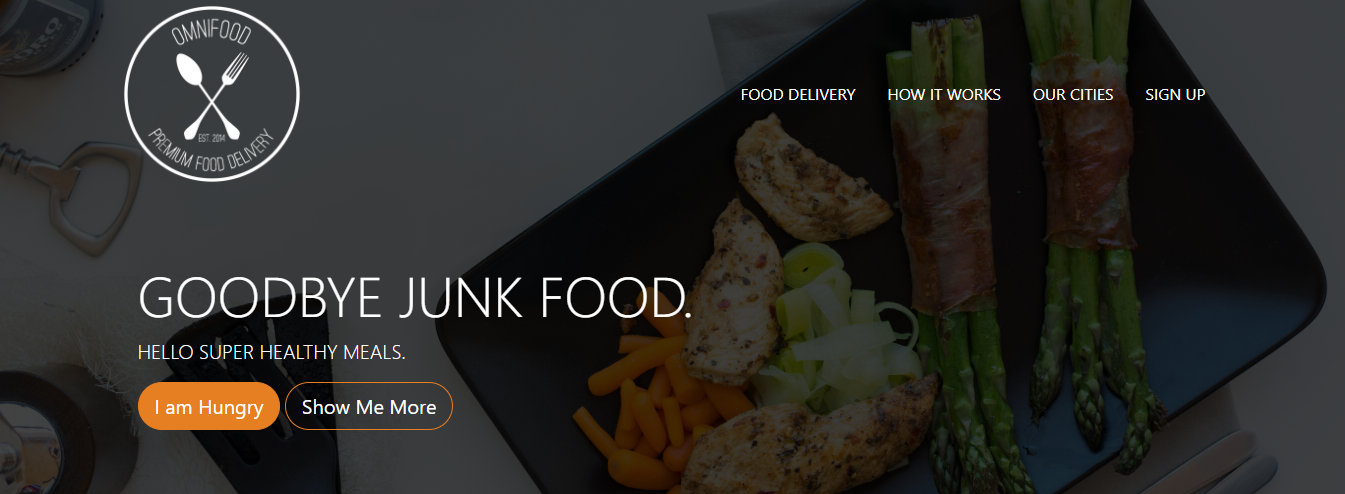 OMNIFOOD
EST. 2014
PREMIUM FOOD DELIVERY
FOOD DELIVERY HOW IT WORKS OUR CITIES SIGN UP
GOODBYE JUNK FOOD.
HELLO SUPER HEALTHY MEALS.
I am Hungry Show Me More